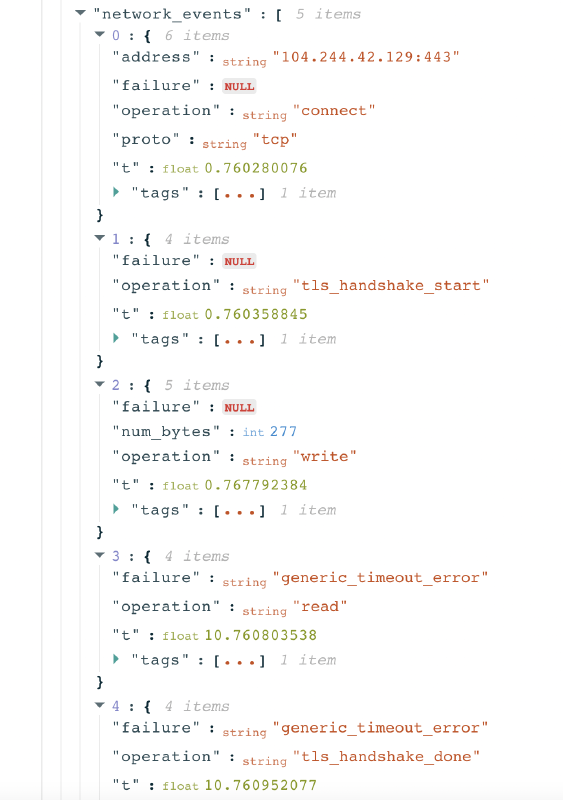 "network_events" : [ 5 items
0 : { 6 items
"address" : string "104.244.42.129:443"
"failure" : NULL
"operation" : string "connect"
"proto" : string "tcp"
"t" : float 0.760280076
"tags" : [...] 1 item
}
1 : { 4 items
"failure" : NULL
"operation" : string "tls_handshake_start"
"t" : float 0.760358845
"tags" : [...] 1 item
}
2 : { 5 items
"failure" : NULL
"num_bytes" : int 277
"operation" : string "write"
"t" : float 0.767792384
"tags" : [...] 1 item
}
3 : { 4 items
"failure" : string "generic_timeout_error"
"operation" : string "read"
"t" : float 10.760803538
"tags" : [...] 1 item
}
4 : { 4 items
"failure" : string "generic_timeout_error"
"operation" : string "tls_handshake_done"
"t" : float 10.760952077